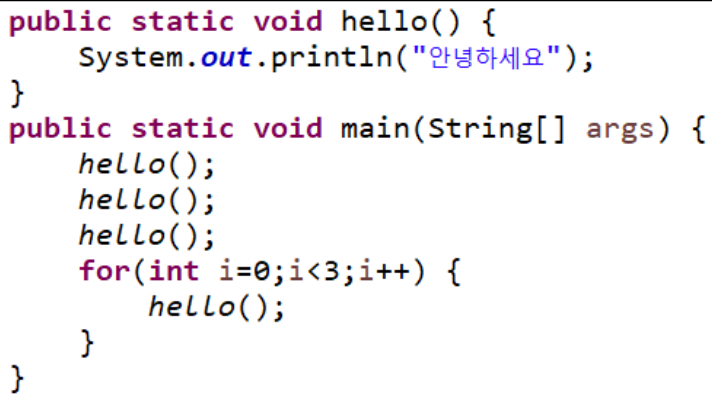 public static void hello() {
    System.out.println("안녕하세요");
}
public static void main(String[] args) {
    hello();
    hello();
    hello();
    for(int i=0;i<3;i++) {
        hello();
    }
}